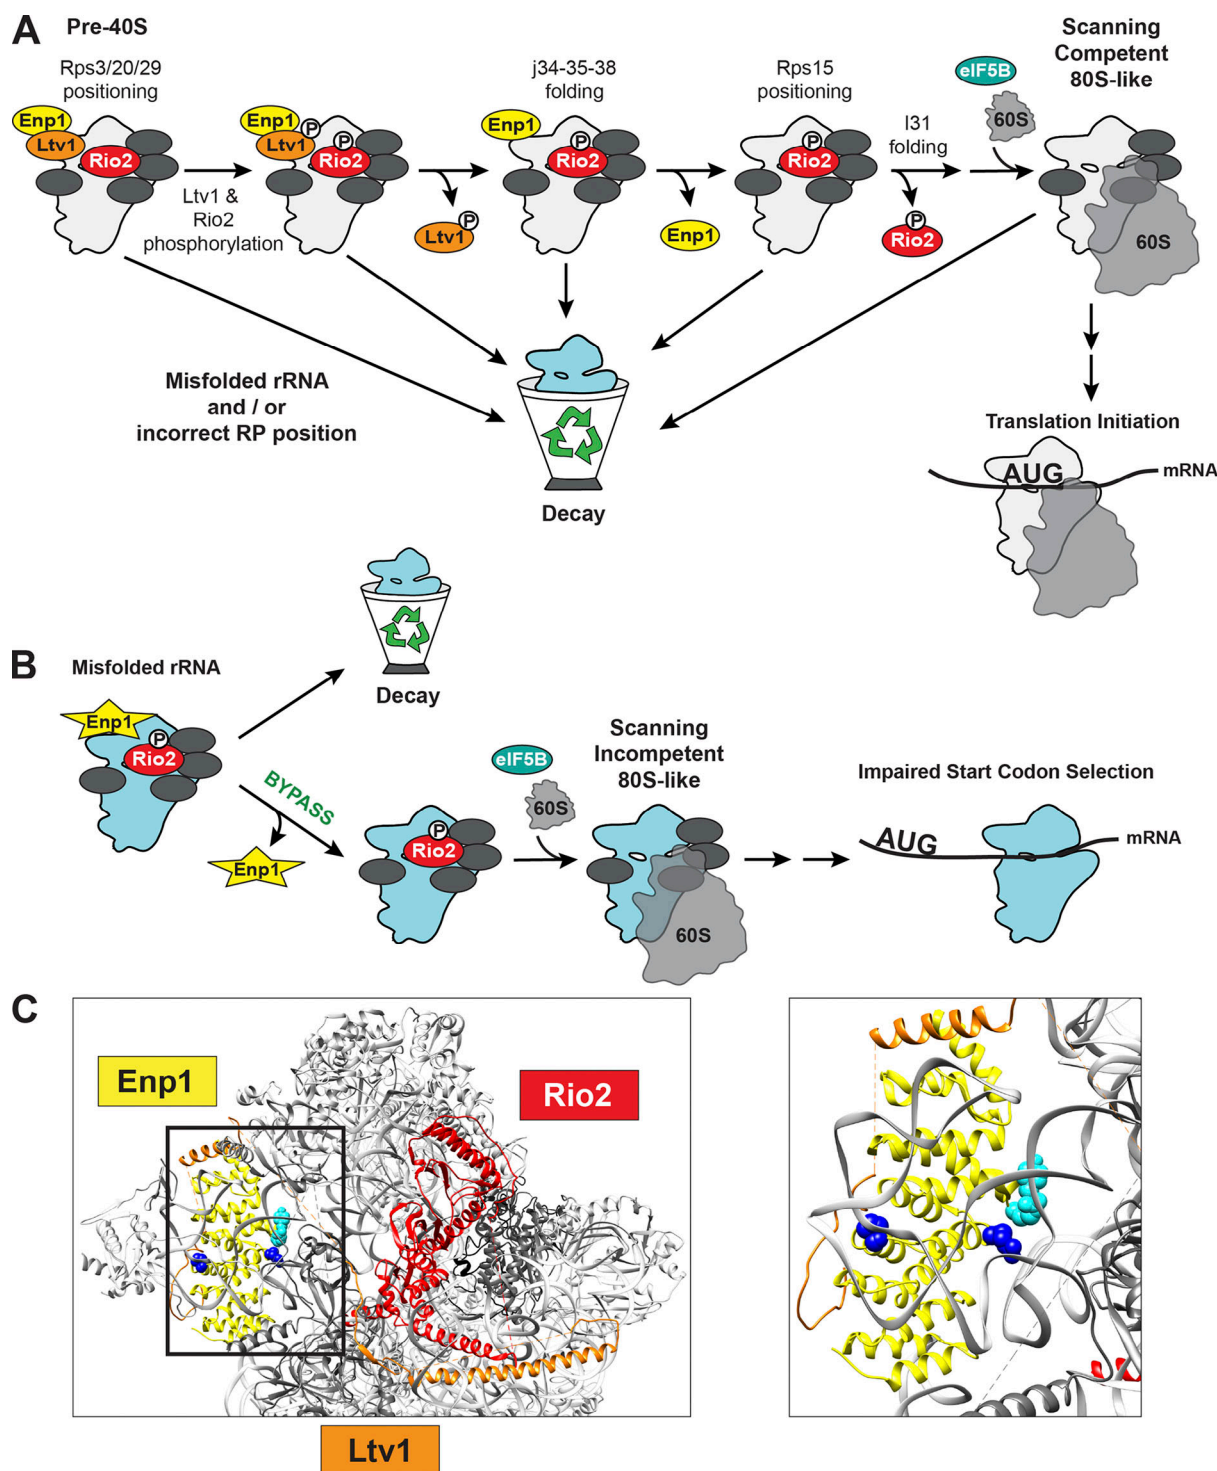 A
Pre-40S
Rps3/20/29
positioning
j34-35-38
folding
Rps15
positioning
eIF5B
Scanning
Competent
80S-like
Enp1
Ltv1
Rio2
Enp1
P
Ltv1
P
Rio2
Enp1
P
Rio2
P
Rio2
l31
folding
60S
60S
Ltv1 &
Rio2
phosphorylation
P
Ltv1
Enp1
P
Rio2
Misfolded rRNA
and / or
incorrect RP position
Decay
Translation Initiation
AUG
mRNA
B
Misfolded rRNA
Decay
Enp1
P
Rio2
BYPASS
Enp1
P
Rio2
eIF5B
60S
Scanning
Incompetent
80S-like
60S
Impaired Start Codon Selection
AUG
mRNA
C
Enp1
Rio2
Ltv1